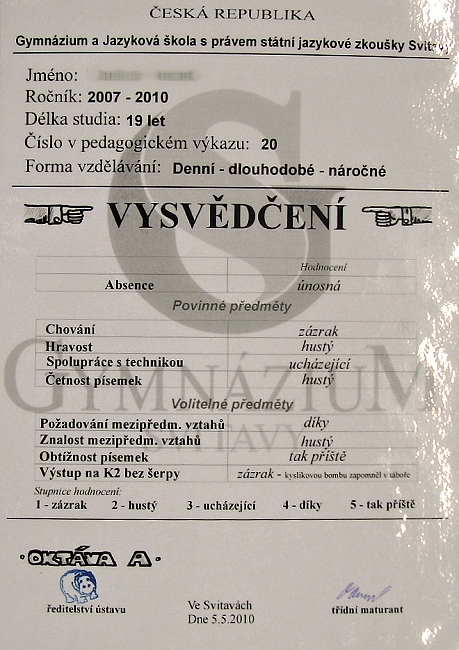 ČESKÁ REPUBLIKA
Gymnázium a Jazyková škola s právem státní jazykové zkoušky Svitavy
Jméno:
Ročník: 2007 - 2010
Délka studia: 19 let
Číslo v pedagogickém výkazu: 20
Forma vzdělávání: Denní - dlouhodobé - náročné
VYSVĚDČENÍ
Hodnocení
Absence únosná
Povinné předměty
Chování zázrak
Hravost hustý
Spolupráce s technikou ucházející
Četnost písemek hustý
GYMNÁZIUM
Volitelné předměty
Požadování mezipředm. vztahů díky
SVITAVY
Znalost mezipředm. vztahů hustý
Obtížnost písemek tak příště
Výstup na K2 bez šerpy zázrak - kyslíkovou bombu zapomněl v táboře
Stupnice hodnocení:
1 - zázrak 2 - hustý 3 - ucházející 4 - díky 5 - tak příště
OKTÁVA A
ředitelství ústavu
Ve Svitavách
Dne 5.5.2010
třídní maturant